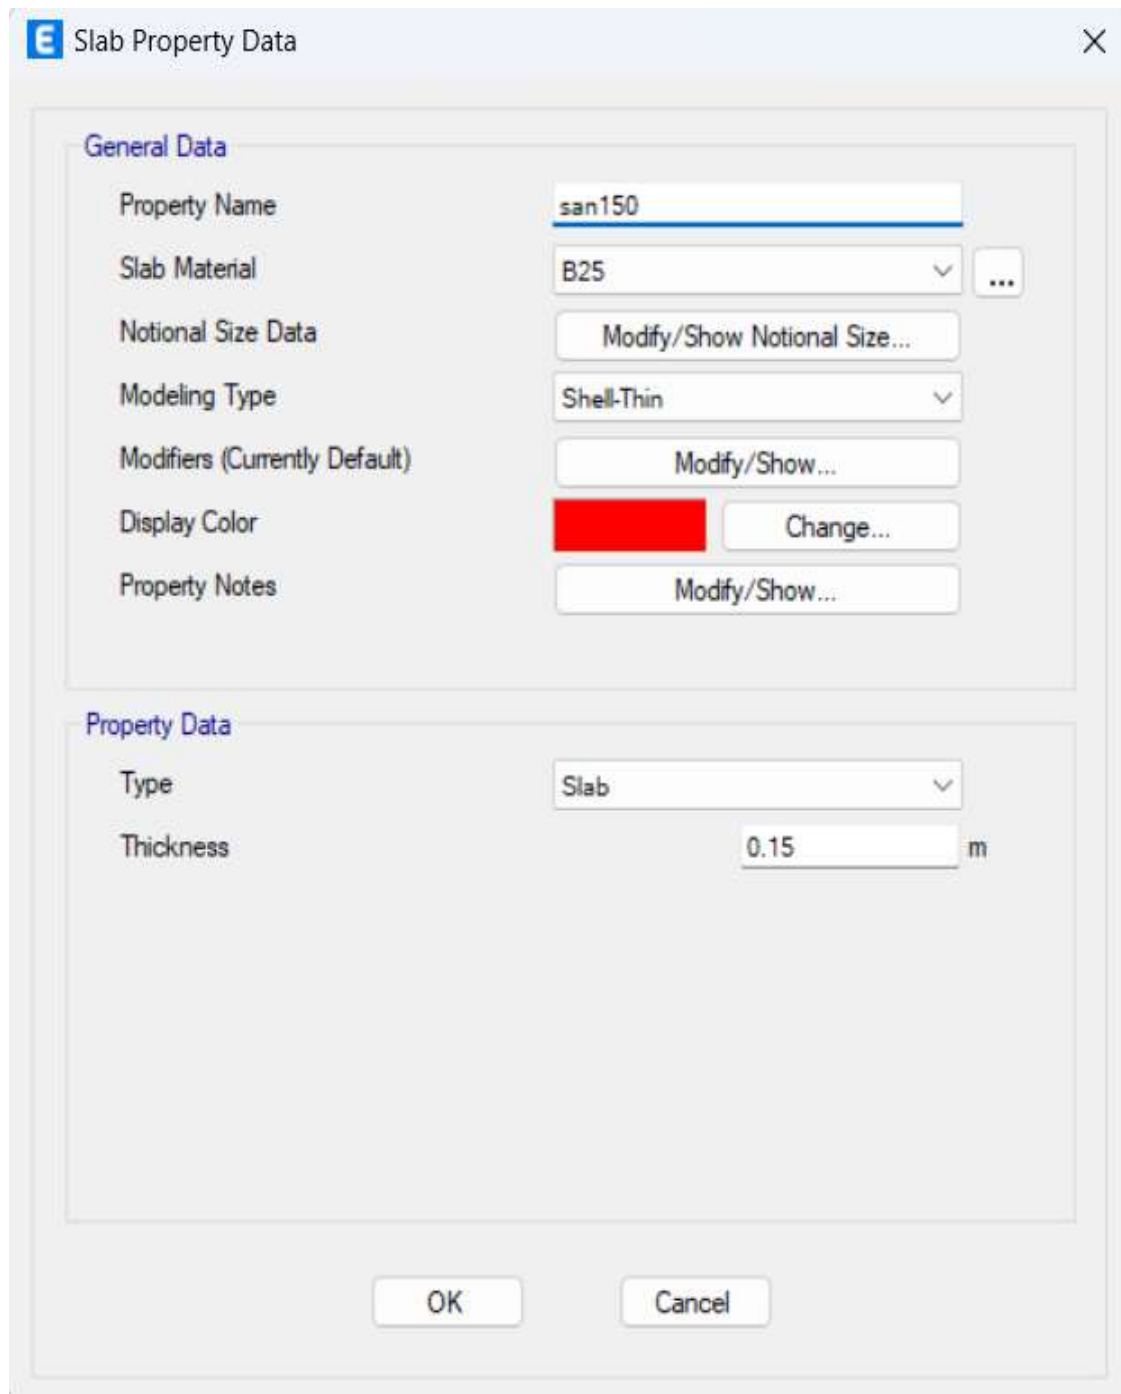 E Slab Property Data
General Data
Property Name san150
Slab Material B25 ...
Notional Size Data Modify/Show Notional Size...
Modeling Type Shell-Thin
Modifiers (Currently Default) Modify/Show...
Display Color Change...
Property Notes Modify/Show...
Property Data
Type Slab
Thickness 0.15 m
OK Cancel